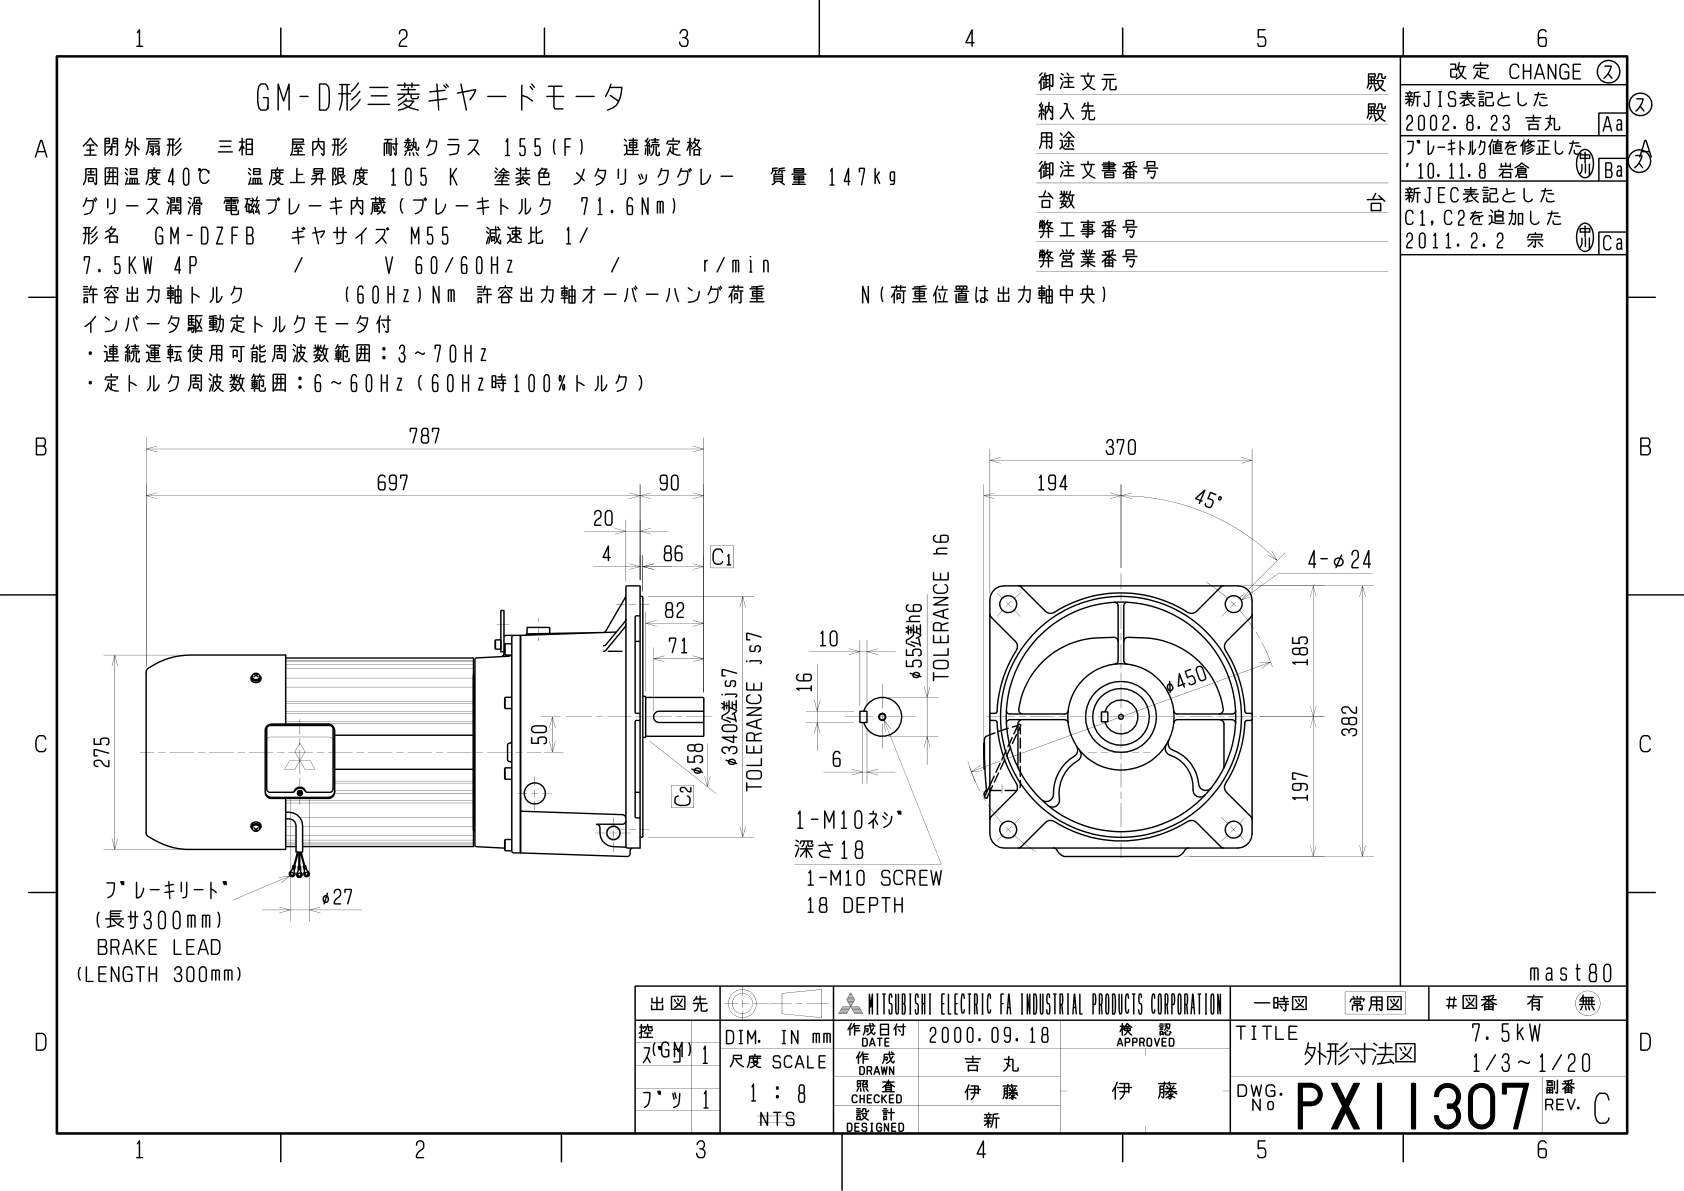 1 2 3 4 5 6
GM-D形三菱ギヤードモータ
全閉外扇形 三相 屋内形 耐熱クラス 155(F) 連続定格
周囲温度40℃ 温度上昇限度 105 K 塗装色 メタリックグレー 質量 147kg
グリース潤滑 電磁ブレーキ内蔵(ブレーキトルク 71.6Nm)
形名 GM-DZFB ギヤサイズ M55 減速比 1/
7.5KW 4P / V 60/60Hz / r/min
許容出力軸トルク (60Hz)Nm 許容出力軸オーバーハング荷重 N(荷重位置は出力軸中央)
インバータ駆動定トルクモータ付
・連続運転使用可能周波数範囲:3~70Hz
・定トルク周波数範囲:6~60Hz(60Hz時100%トルク)
御注文元 殿
納入先 殿
用途
御注文書番号
台数 台
弊工事番号
弊営業番号
改定 CHANGE ス
新JIS表記とした ス
2002.8.23 吉丸 Aa
ブレーキトルク値を修正した
'10.11.8 岩倉 中川 Ba ス
新JEC表記とした
C1,C2を追加した
2011.2.2 宗 中川 Ca
A A
B B
C C
D D
787
697 90
20
4 86 C1
82
71
275
50
φ58
C2
φ340公差js7
TOLERANCE js7
ブレーキリード
(長サ300mm)
BRAKE LEAD
(LENGTH 300mm)
φ27
10
16
6
φ55公差h6
TOLERANCE h6
1-M10ネジ
深さ18
1-M10 SCREW
18 DEPTH
370
194 45°
4-φ24
φ450
185
382
197
mast80
出図先
MITSUBISHI ELECTRIC FA INDUSTRIAL PRODUCTS CORPORATION
一時図 常用図 #図番 有 無
控
(GM) 1
ブツ 1
DIM. IN mm
尺度 SCALE
1 : 8
NTS
作成日付 DATE 2000.09.18
作成 DRAWN 吉丸
照査 CHECKED 伊藤
設計 DESIGNED 新
検認 APPROVED
伊藤
TITLE 7.5kW
外形寸法図 1/3~1/20
DWG. No PX11307 副番 REV. C
1 2 3 4 5 6